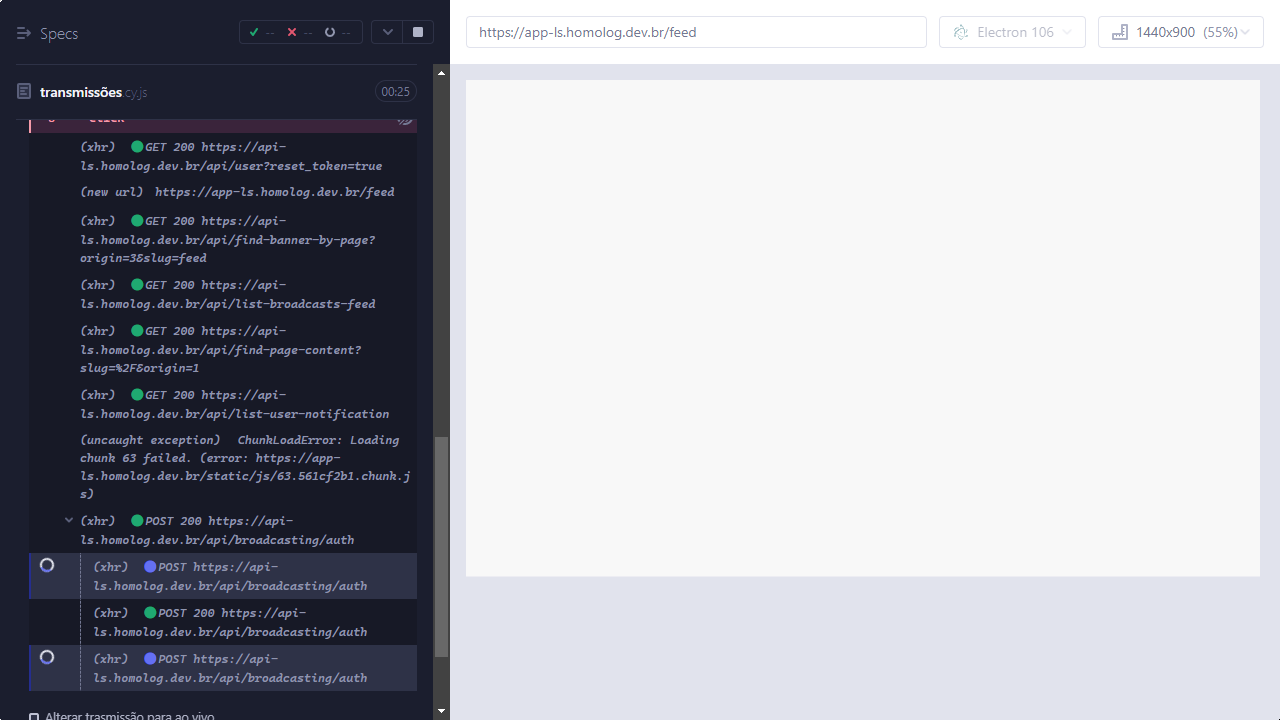 Specs
-- -- --
transmissões.cy.js
00:25
-click
(xhr) GET 200 https://api-
ls.homolog.dev.br/api/user?reset_token=true
(new url) https://app-ls.homolog.dev.br/feed
(xhr) GET 200 https://api-
ls.homolog.dev.br/api/find-banner-by-page?
origin=3&slug=feed
(xhr) GET 200 https://api-
ls.homolog.dev.br/api/list-broadcasts-feed
(xhr) GET 200 https://api-
ls.homolog.dev.br/api/find-page-content?
slug=%2F&origin=1
(xhr) GET 200 https://api-
ls.homolog.dev.br/api/list-user-notification
(uncaught exception) ChunkLoadError: Loading
chunk 63 failed. (error: https://app-
ls.homolog.dev.br/static/js/63.561cf2b1.chunk.j
s)
(xhr) POST 200 https://api-
ls.homolog.dev.br/api/broadcasting/auth
(xhr) POST https://api-
ls.homolog.dev.br/api/broadcasting/auth
(xhr) POST 200 https://api-
ls.homolog.dev.br/api/broadcasting/auth
(xhr) POST https://api-
ls.homolog.dev.br/api/broadcasting/auth
Alterar trasmissão para ao vivo
https://app-ls.homolog.dev.br/feed
Electron 106
1440x900 (55%)